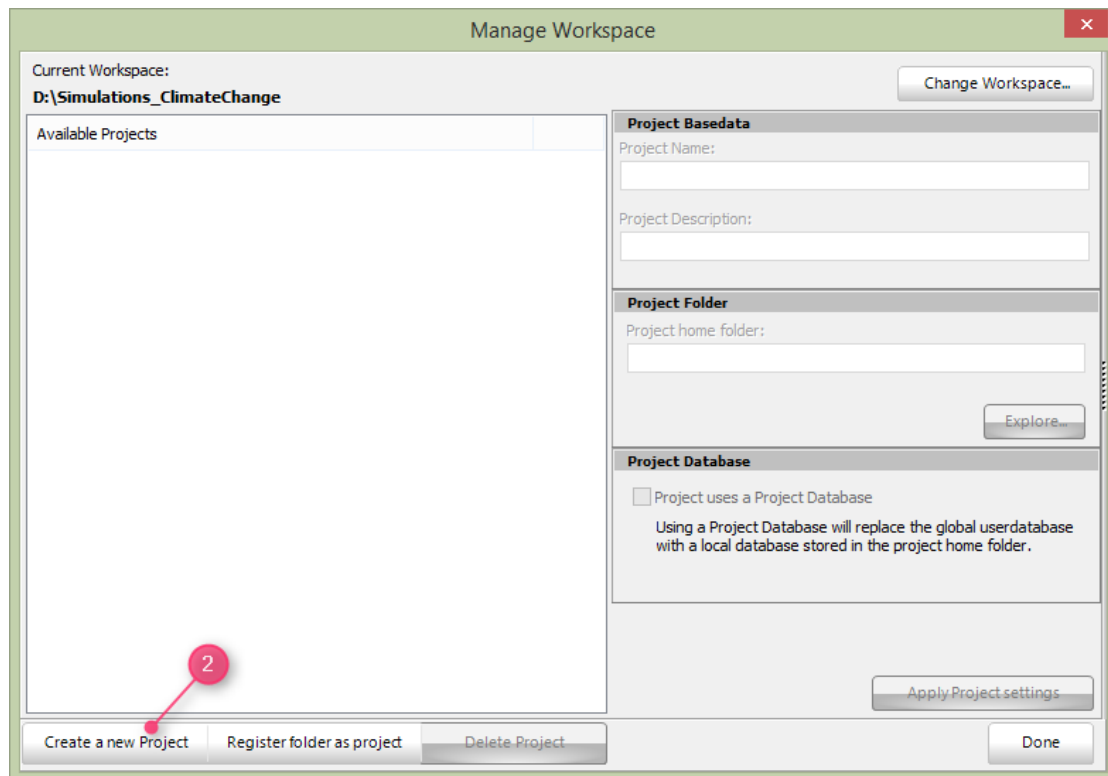 Manage Workspace
Current Workspace:
D:\Simulations_ClimateChange
Change Workspace...
Available Projects
Project Basedata
Project Name:
Project Description:
Project Folder
Project home folder:
Explore...
Project Database
Project uses a Project Database
Using a Project Database will replace the global userdatabase
with a local database stored in the project home folder.
2
Apply Project settings
Create a new Project
Register folder as project
Delete Project
Done